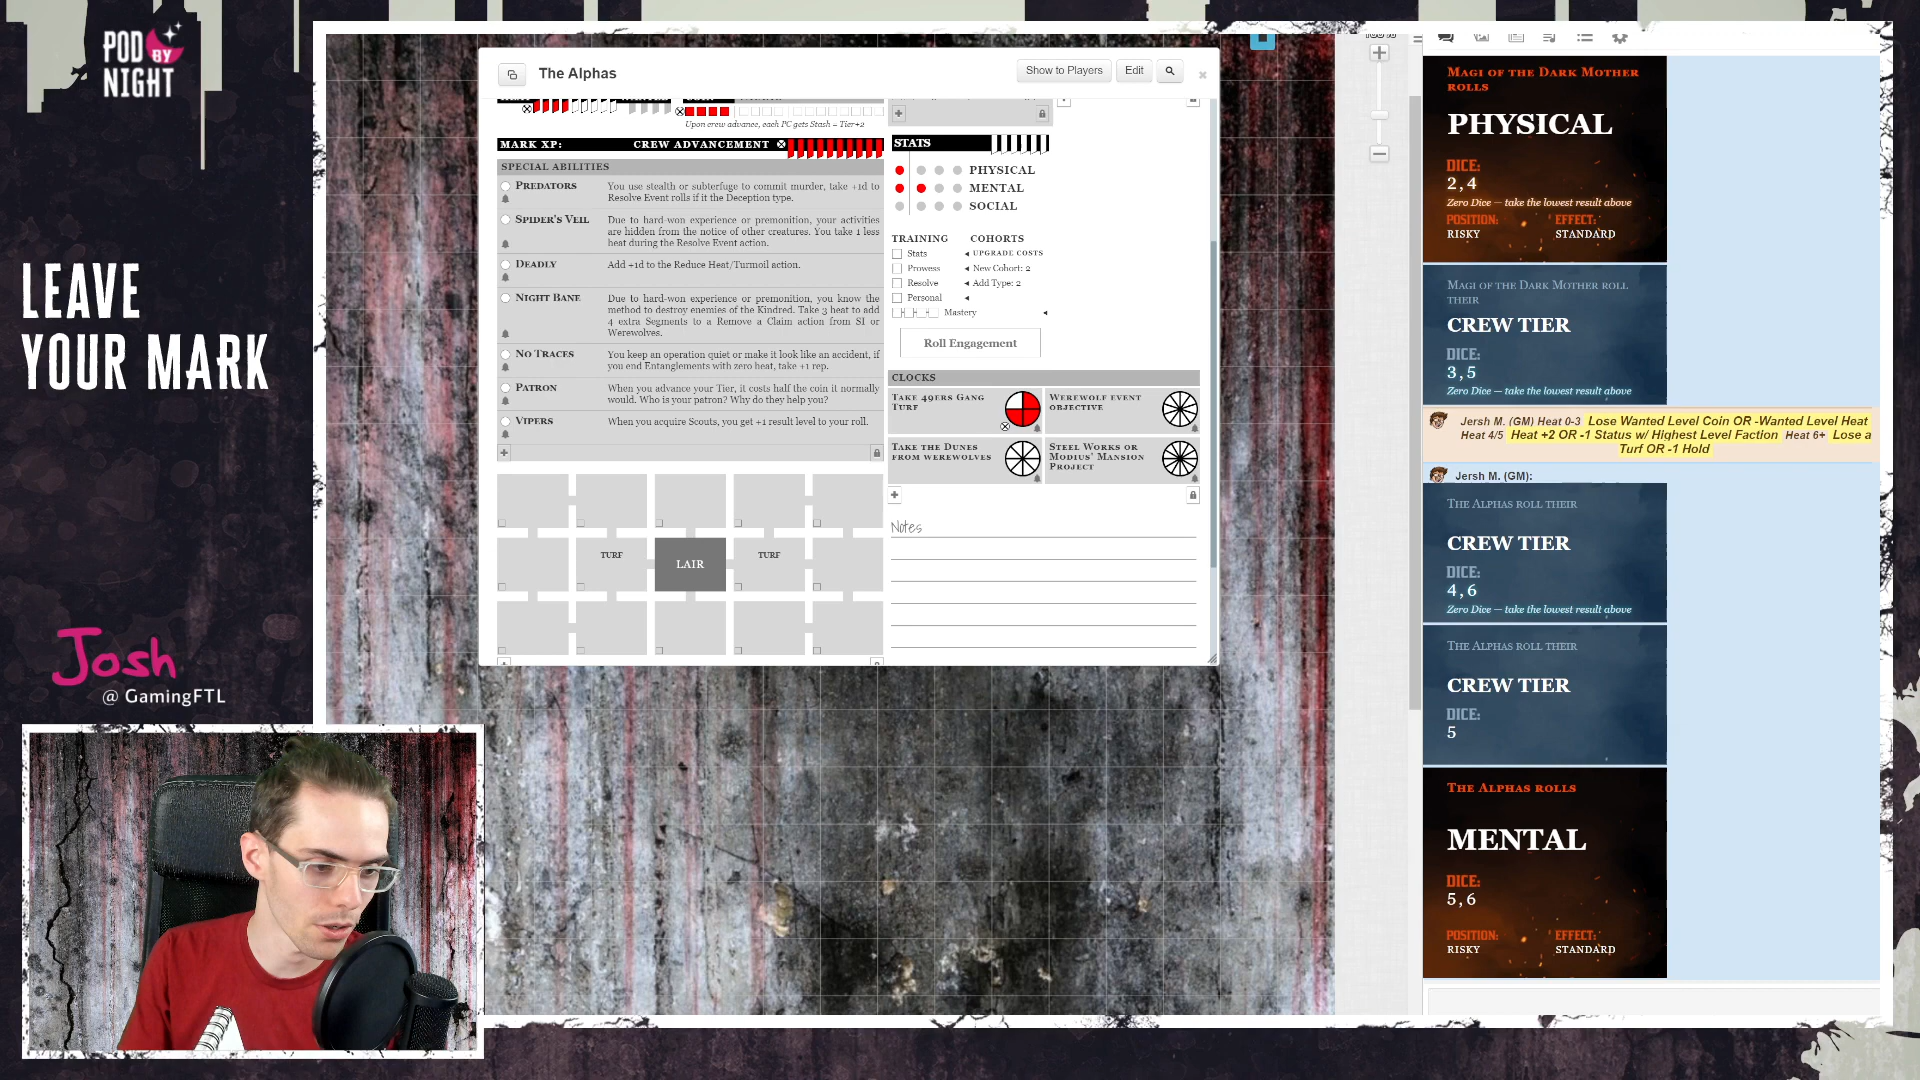 POD
BY
NIGHT
LEAVE
YOUR MARK
Josh
@ GamingFTL
The Alphas
Show to Players
Edit
Upon crew advance, each PC gets Stash = Tier+2
MARK XP:
CREW ADVANCEMENT
SPECIAL ABILITIES
PREDATORS
You use stealth or subterfuge to commit murder, take +1d to
Resolve Event rolls if it the Deception type.
SPIDER'S VEIL
Due to hard-won experience or premonition, your activities
are hidden from the notice of other creatures. You take 1 less
heat during the Resolve Event action.
DEADLY
Add +1d to the Reduce Heat/Turmoil action.
NIGHT BANE
Due to hard-won experience or premonition, you know the
method to destroy enemies of the Kindred. Take 3 heat to add
4 extra Segments to a Remove a Claim action from SI or
Werewolves.
NO TRACES
You keep an operation quiet or make it look like an accident, if
you end Entanglements with zero heat, take +1 rep.
PATRON
When you advance your Tier, it costs half the coin it normally
would. Who is your patron? Why do they help you?
VIPERS
When you acquire Scouts, you get +1 result level to your roll.
TURF
LAIR
TURF
STATS
PHYSICAL
MENTAL
SOCIAL
TRAINING
Stats
Prowess
Resolve
Personal
Mastery
COHORTS
UPGRADE COSTS
New Cohort: 2
Add Type: 2
Roll Engagement
CLOCKS
TAKE 49ERS GANG
TURF
WEREWOLF EVENT
OBJECTIVE
TAKE THE DUNES
FROM WEREWOLVES
STEEL WORKS OR
MODIUS' MANSION
PROJECT
Notes
MAGI OF THE DARK MOTHER
ROLLS
PHYSICAL
DICE:
2,4
Zero Dice — take the lowest result above
POSITION:
RISKY
EFFECT:
STANDARD
MAGI OF THE DARK MOTHER ROLL
THEIR
CREW TIER
DICE:
3,5
Zero Dice — take the lowest result above
Jersh M. (GM) Heat 0-3 Lose Wanted Level Coin OR -Wanted Level Heat
Heat 4/5 Heat +2 OR -1 Status w/ Highest Level Faction Heat 6+ Lose a
Turf OR -1 Hold
Jersh M. (GM):
THE ALPHAS ROLL THEIR
CREW TIER
DICE:
4,6
Zero Dice — take the lowest result above
THE ALPHAS ROLL THEIR
CREW TIER
DICE:
5
THE ALPHAS ROLLS
MENTAL
DICE:
5,6
POSITION:
RISKY
EFFECT:
STANDARD